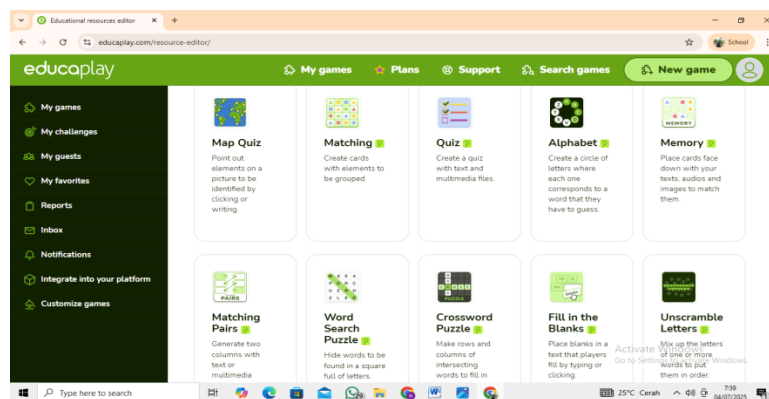 Educational resources editor
educaplay.com/resource-editor/
School
educaplay
My games
Plans
Support
Search games
New game
My games
My challenges
My guests
My favorites
Reports
Inbox
Notifications
Integrate into your platform
Customize games
Map Quiz
Point out
elements on a
picture to be
identified by
clicking or
writing.
Matching
Create cards
with elements to
be grouped.
Quiz
Create a quiz
with text and
multimedia files.
Alphabet
Create a circle of
letters where
each one
corresponds to a
word that they
have to guess.
MEMORY
Memory
Place cards face
down with your
texts, audios and
images to match
them.
PAIRS
Matching
Pairs
Generate two
columns with
text or
multimedia
Word
Search
Puzzle
Hide words to be
found in a square
full of letters.
PUZZLE
Crossword
Puzzle
Make rows and
columns of
intersecting
words to fill in
Fill in the
Blanks
Place blanks in a
text that players
fill by typing or
clicking.
Unscramble
Letters
Mix up the letters
of one or more
words to put
them in order.
Activate Windows
Go to Settings to activate Windows.
Type here to search
25°C Cerah
7:59
04/07/2025